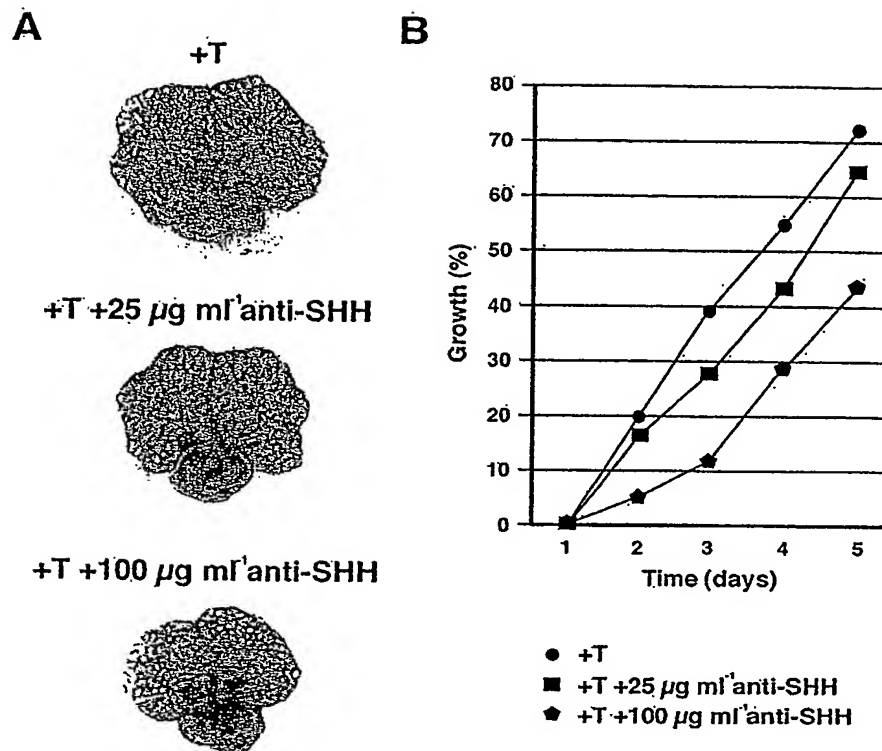 A
+T
+T +25 µg ml⁻¹anti-SHH
+T +100 µg ml⁻¹anti-SHH
B
80
70
60
50
40
30
20
10
0
Growth (%)
1 2 3 4 5
Time (days)
+T
+T +25 µg ml⁻¹anti-SHH
+T +100 µg ml⁻¹anti-SHH